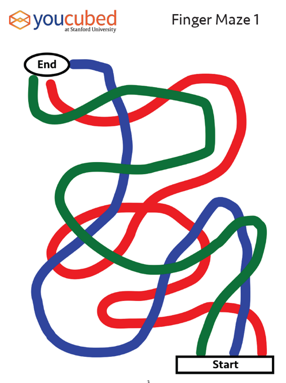 youcubed
at Stanford University
Finger Maze 1
End
Start